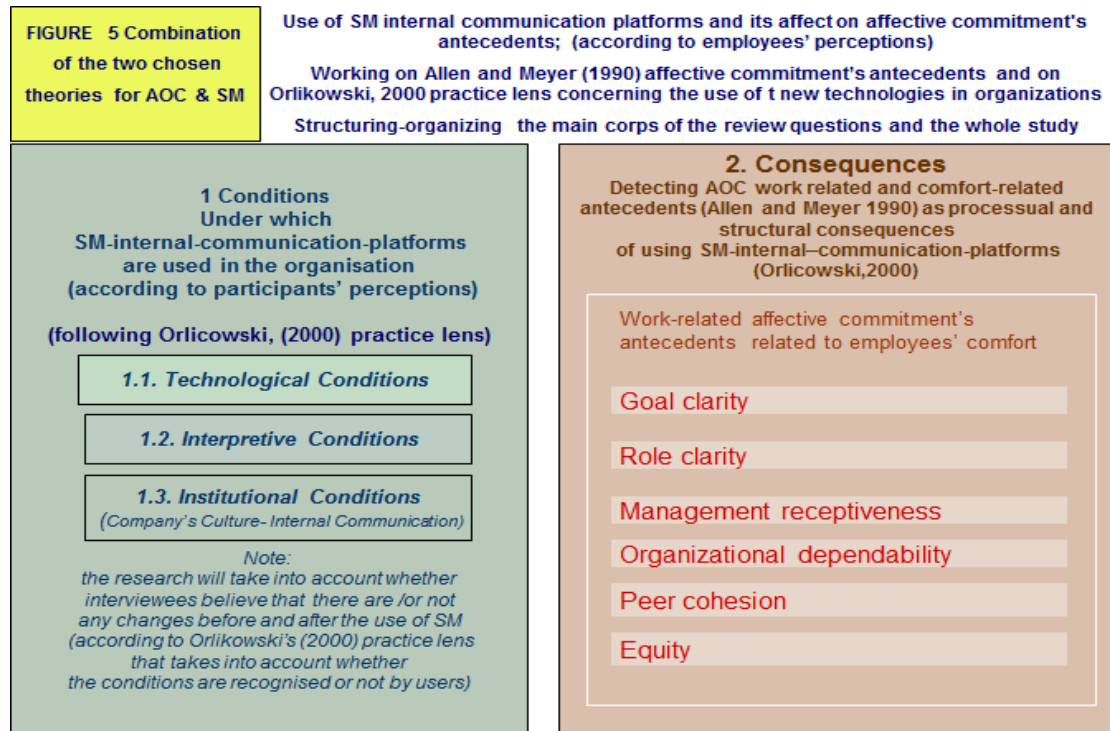 FIGURE 5 Combination
of the two chosen
theories for AOC & SM
Use of SM internal communication platforms and its affect on affective commitment's
antecedents; (according to employees' perceptions)
Working on Allen and Meyer (1990) affective commitment's antecedents and on
Orlikowski, 2000 practice lens concerning the use of t new technologies in organizations
Structuring-organizing the main corps of the review questions and the whole study
1 Conditions
Under which
SM-internal-communication-platforms
are used in the organisation
(according to participants' perceptions)
(following Orlicowski, (2000) practice lens)
1.1. Technological Conditions
1.2. Interpretive Conditions
1.3. Institutional Conditions
(Company's Culture- Internal Communication)
Note:
the research will take into account whether
interviewees believe that there are /or not
any changes before and after the use of SM
(according to Orlikowski's (2000) practice lens
that takes into account whether
the conditions are recognised or not by users)
2. Consequences
Detecting AOC work related and comfort-related
antecedents (Allen and Meyer 1990) as processual and
structural consequences
of using SM-internal–communication-platforms
(Orlicowski,2000)
Work-related affective commitment's
antecedents related to employees' comfort
Goal clarity
Role clarity
Management receptiveness
Organizational dependability
Peer cohesion
Equity